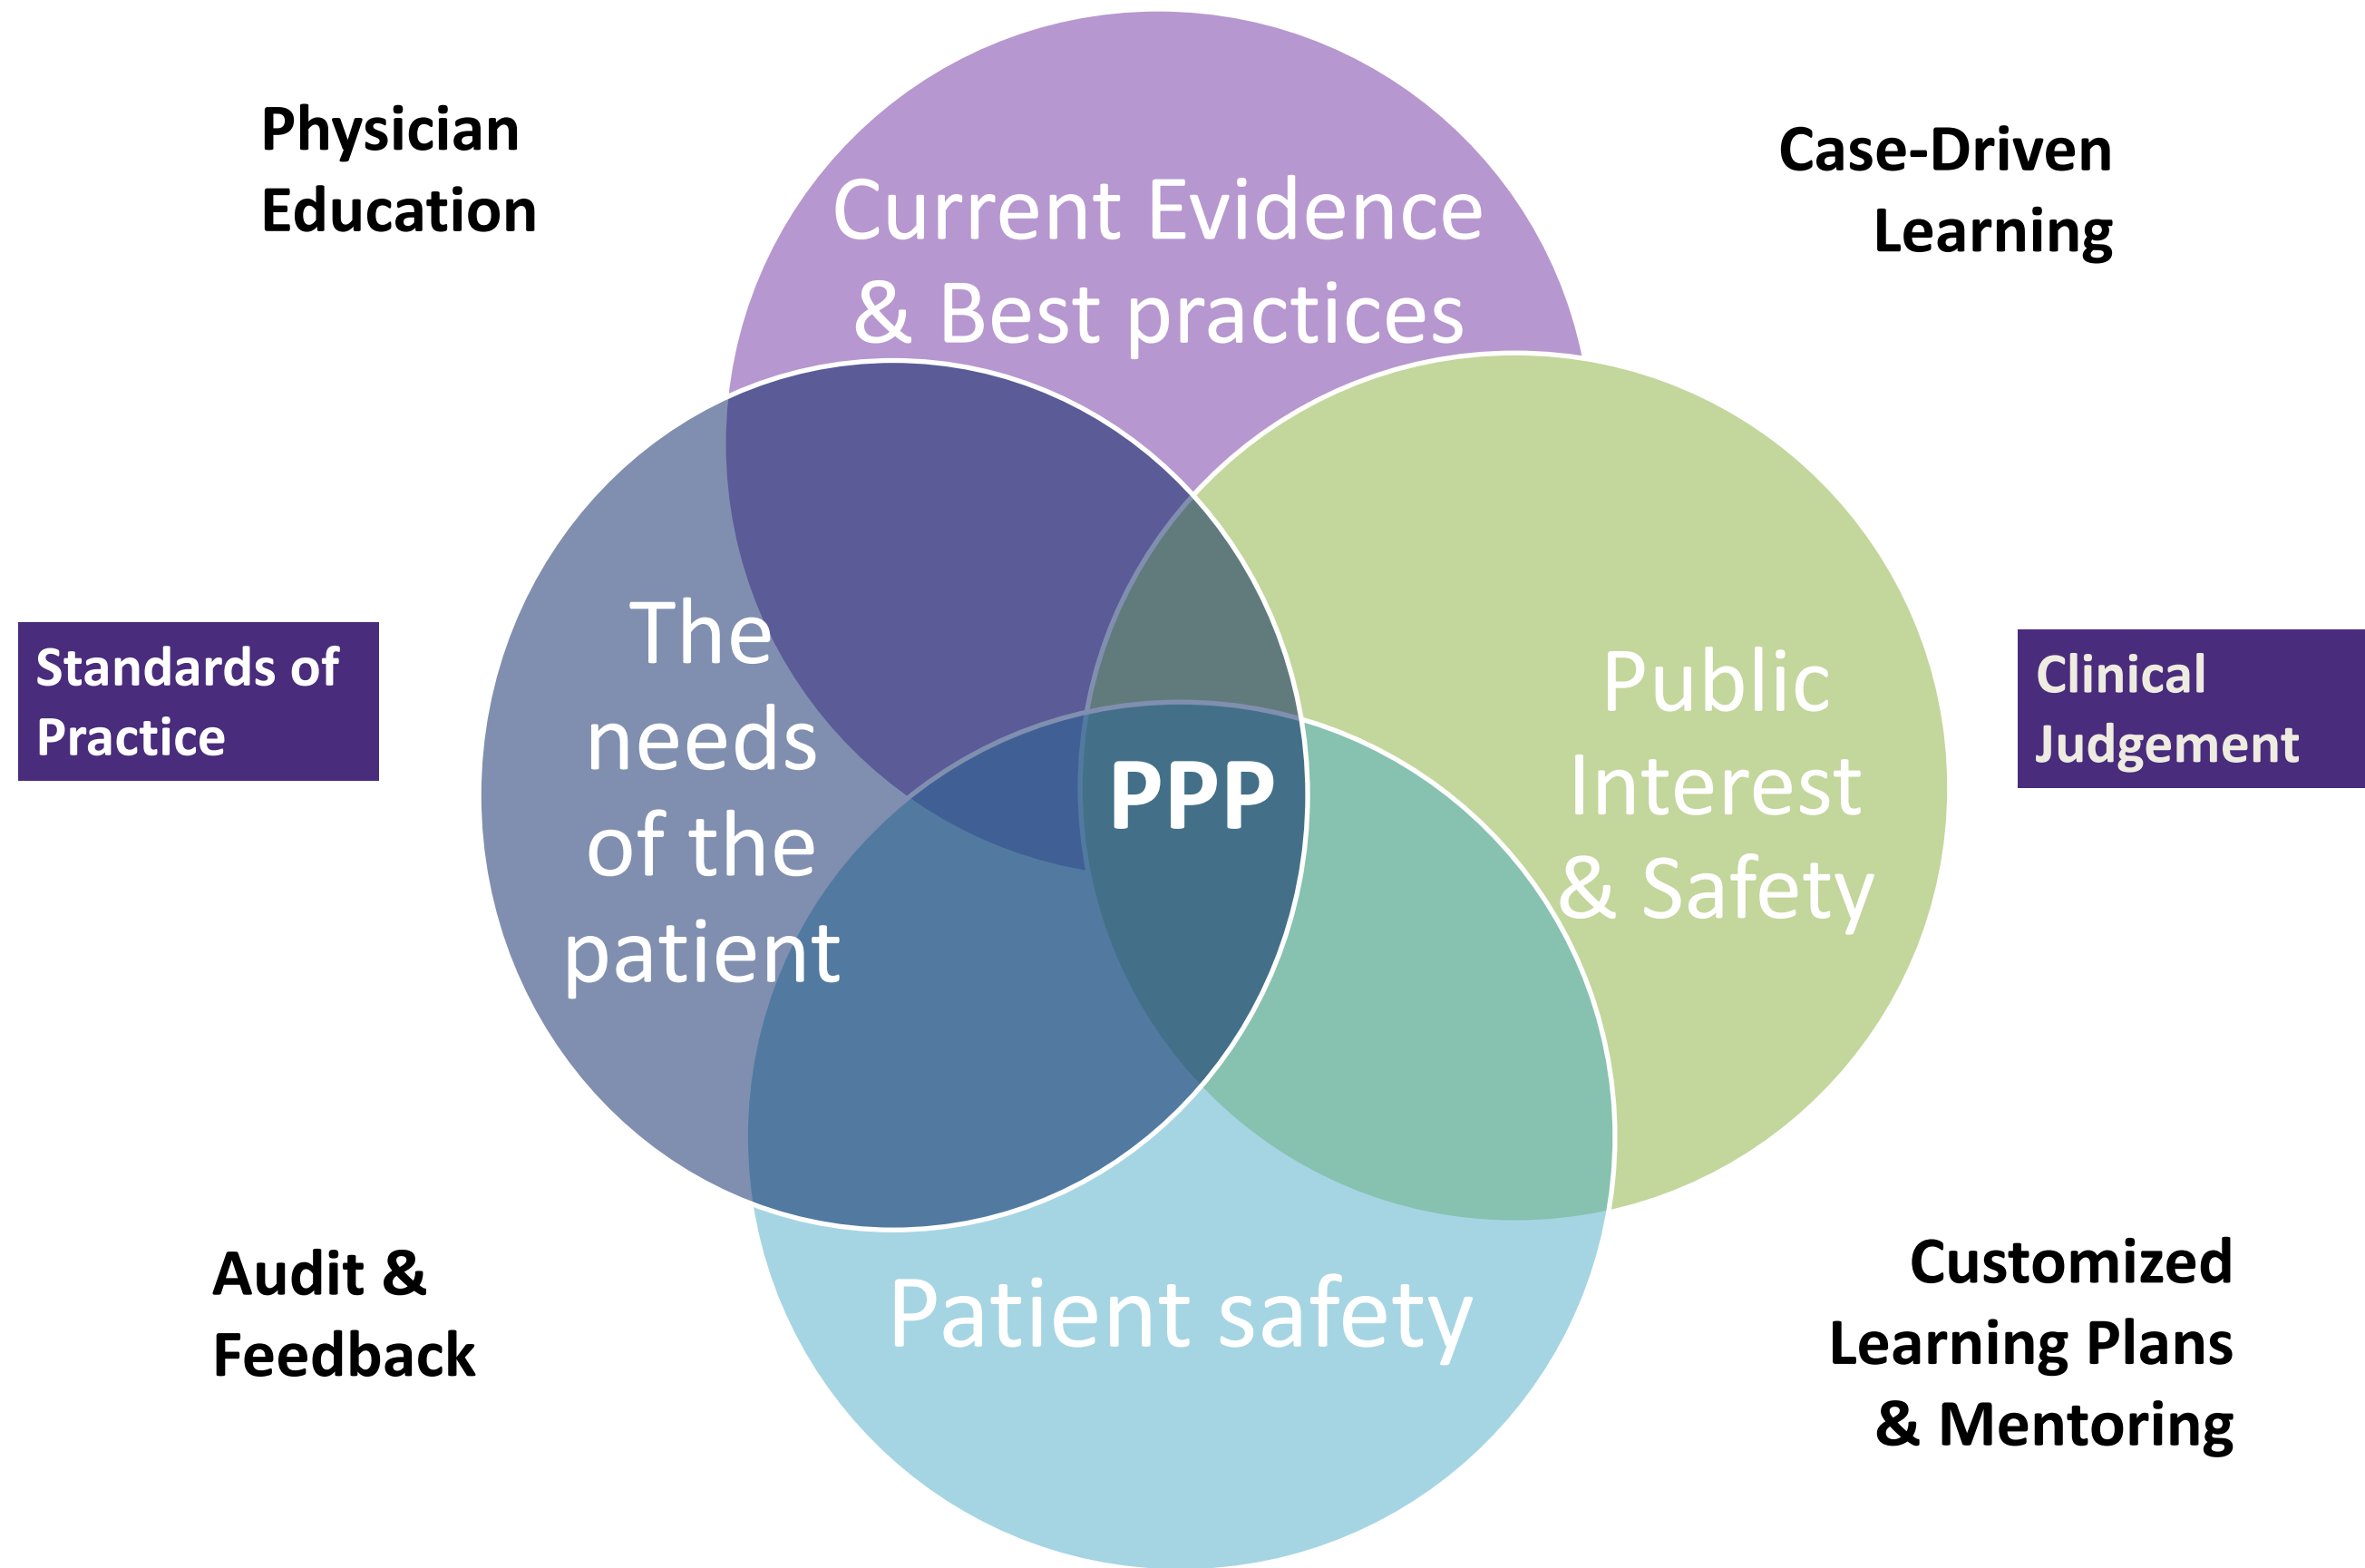 Physician
Education
Case-Driven
Learning
Current Evidence
& Best practices
Standards of
Practice
The
needs
of the
patient
PPP
Public
Interest
& Safety
Clinical
Judgement
Audit &
Feedback
Patient safety
Customized
Learning Plans
& Mentoring